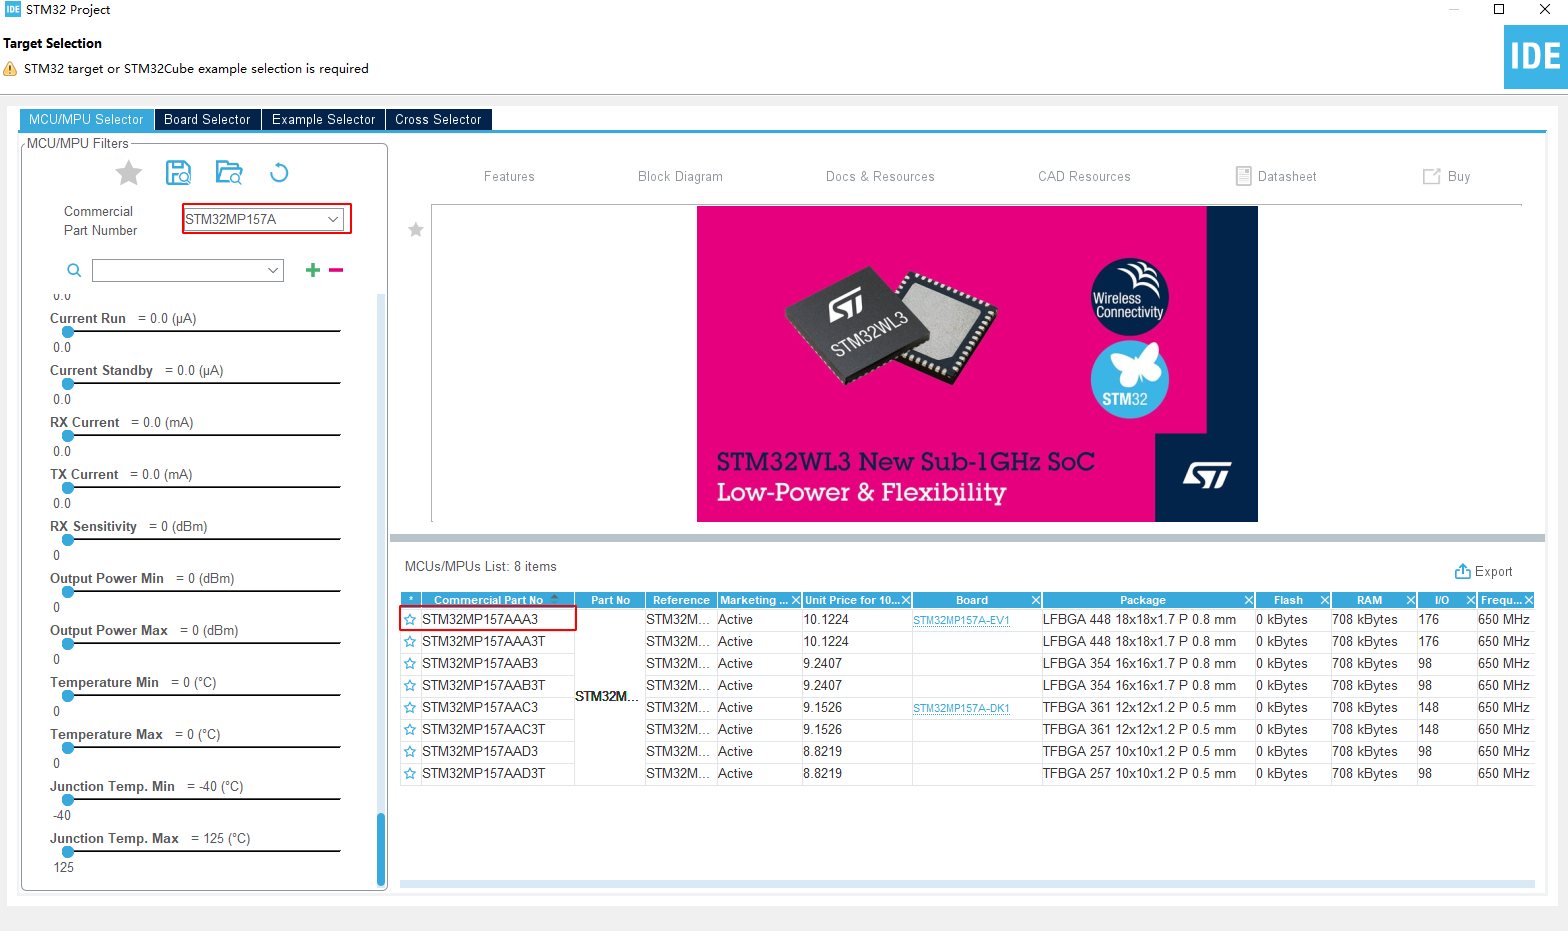 IDE STM32 Project
Target Selection
STM32 target or STM32Cube example selection is required
IDE
MCU/MPU Selector Board Selector Example Selector Cross Selector
MCU/MPU Filters
Commercial
Part Number
STM32MP157A
0.0
Current Run = 0.0 (µA)
0.0
Current Standby = 0.0 (µA)
0.0
RX Current = 0.0 (mA)
0.0
TX Current = 0.0 (mA)
0.0
RX Sensitivity = 0 (dBm)
0
Output Power Min = 0 (dBm)
0
Output Power Max = 0 (dBm)
0
Temperature Min = 0 (°C)
0
Temperature Max = 0 (°C)
0
Junction Temp. Min = -40 (°C)
-40
Junction Temp. Max = 125 (°C)
125
Features Block Diagram Docs & Resources CAD Resources Datasheet Buy
ST
STM32WL3
Wireless
Connectivity
STM32
STM32WL3 New Sub-1GHz SoC
Low-Power & Flexibility
ST
MCUs/MPUs List: 8 items
Export
* Commercial Part No Part No Reference Marketing ... Unit Price for 10... Board Package Flash RAM I/O Frequ...
STM32MP157AAA3 STM32M... Active 10.1224 STM32MP157A-EV1 LFBGA 448 18x18x1.7 P 0.8 mm 0 kBytes 708 kBytes 176 650 MHz
STM32MP157AAA3T STM32M... Active 10.1224 LFBGA 448 18x18x1.7 P 0.8 mm 0 kBytes 708 kBytes 176 650 MHz
STM32MP157AAB3 STM32M... Active 9.2407 LFBGA 354 16x16x1.7 P 0.8 mm 0 kBytes 708 kBytes 98 650 MHz
STM32MP157AAB3T STM32M... Active 9.2407 LFBGA 354 16x16x1.7 P 0.8 mm 0 kBytes 708 kBytes 98 650 MHz
STM32M...
STM32MP157AAC3 STM32M... Active 9.1526 STM32MP157A-DK1 TFBGA 361 12x12x1.2 P 0.5 mm 0 kBytes 708 kBytes 148 650 MHz
STM32MP157AAC3T STM32M... Active 9.1526 TFBGA 361 12x12x1.2 P 0.5 mm 0 kBytes 708 kBytes 148 650 MHz
STM32MP157AAD3 STM32M... Active 8.8219 TFBGA 257 10x10x1.2 P 0.5 mm 0 kBytes 708 kBytes 98 650 MHz
STM32MP157AAD3T STM32M... Active 8.8219 TFBGA 257 10x10x1.2 P 0.5 mm 0 kBytes 708 kBytes 98 650 MHz